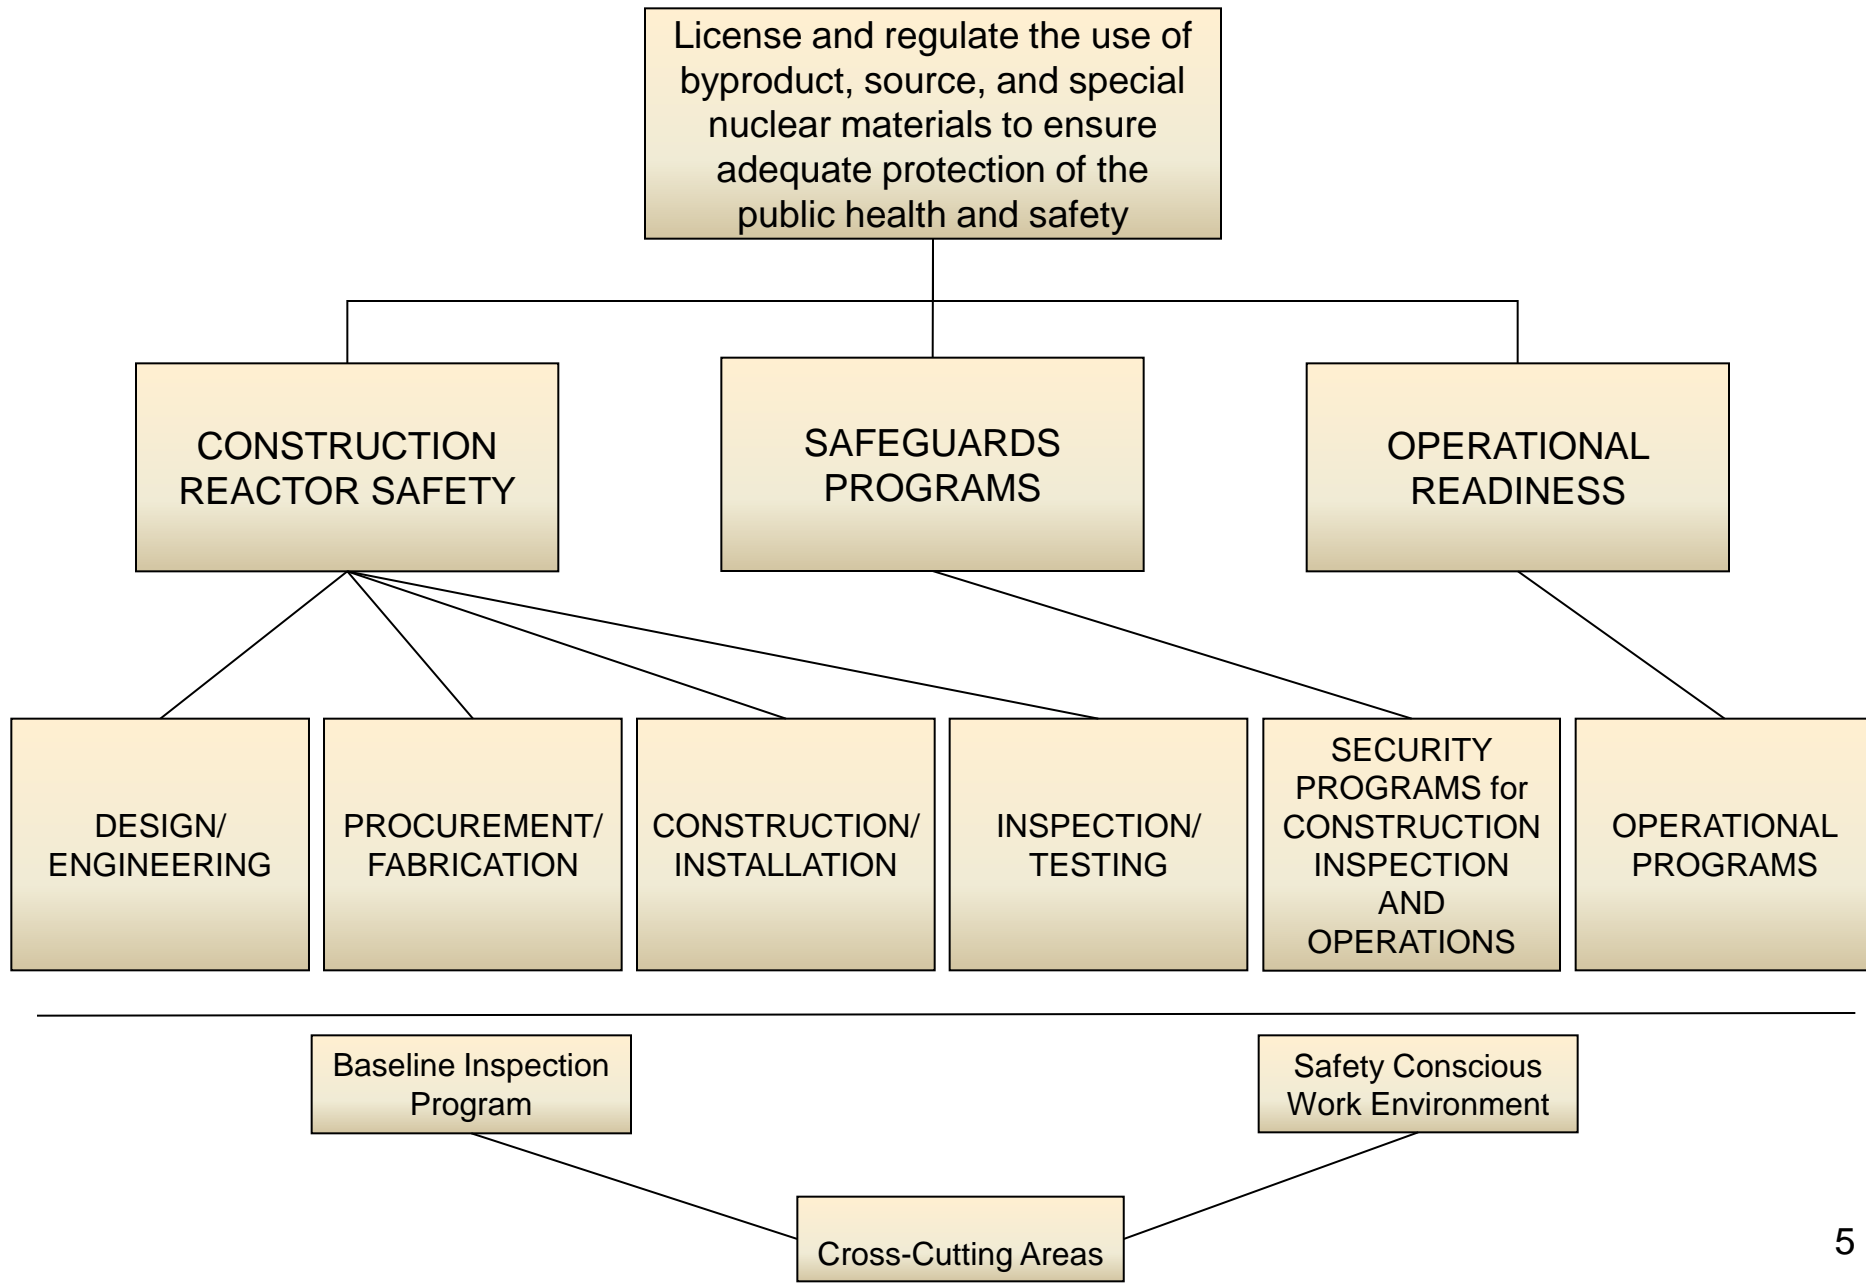 License and regulate the use of
byproduct, source, and special
nuclear materials to ensure
adequate protection of the
public health and safety
CONSTRUCTION
REACTOR SAFETY
SAFEGUARDS
PROGRAMS
OPERATIONAL
READINESS
DESIGN/
ENGINEERING
PROCUREMENT/
FABRICATION
CONSTRUCTION/
INSTALLATION
INSPECTION/
TESTING
SECURITY
PROGRAMS for
CONSTRUCTION
INSPECTION
AND
OPERATIONS
OPERATIONAL
PROGRAMS
Baseline Inspection
Program
Safety Conscious
Work Environment
Cross-Cutting Areas
5